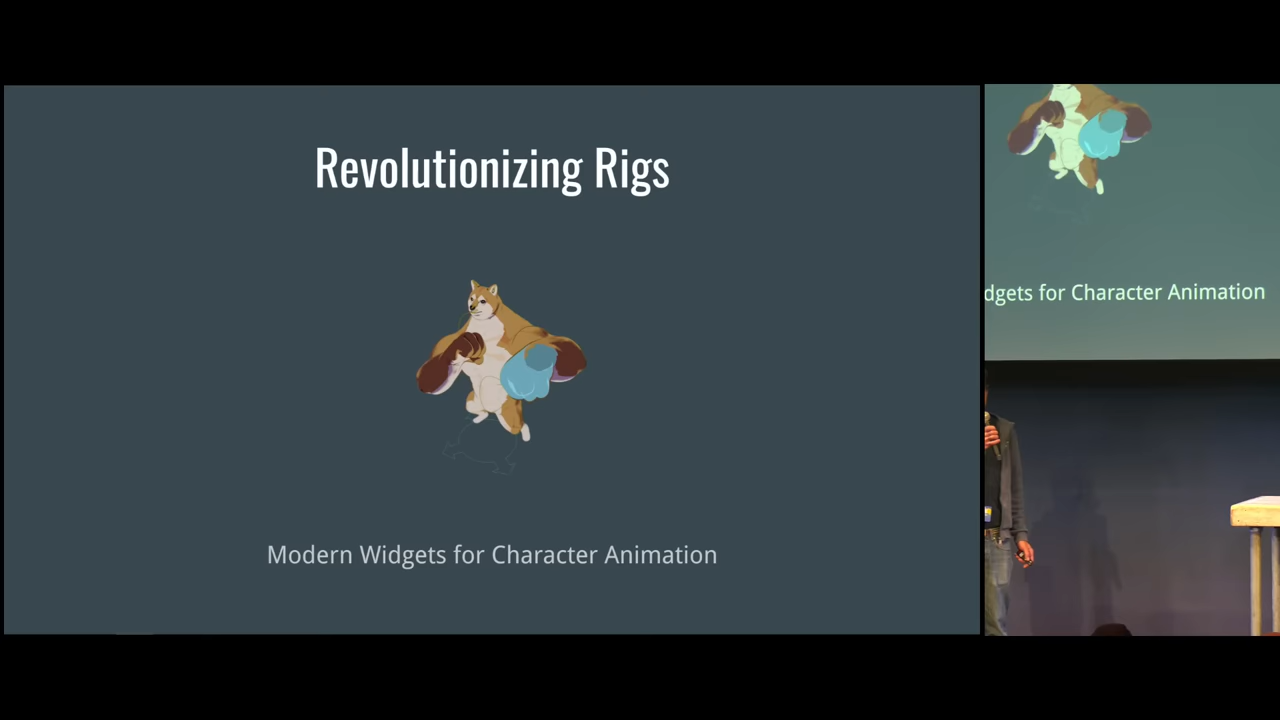 Revolutionizing Rigs
Modern Widgets for Character Animation
dgets for Character Animation